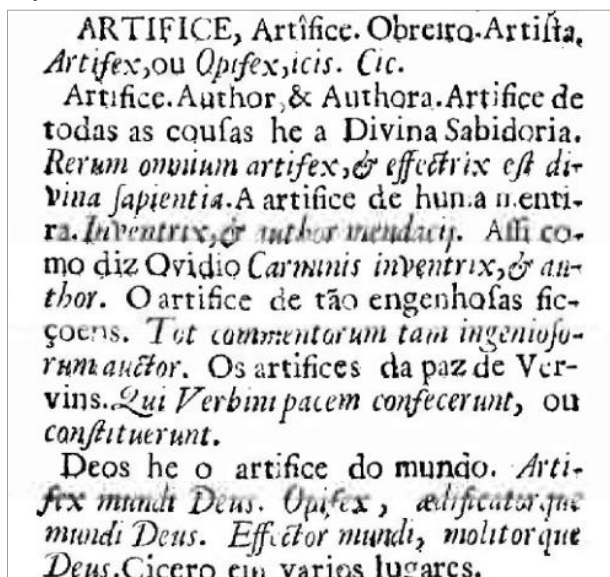 ARTIFICE, Artîfice. Obreiro. Artiſta,
Artifex, ou Opifex, icis. Cic.
Artifice. Author, & Authora. Artifice de
todas as couſas he a Divina Sabidoria.
Rerum omnium artifex, & effectrix eſt di-
vina ſapientia. A artifice de huma menti-
ra. Inventrix, & author mendacij. Aſſi co-
mo diz Ovidio Carminis inventrix, & au-
thor. O artifice de tão engenhoſas fic-
çoens. Tot commentorum tam ingenioſo-
rum auctor. Os artifices da paz de Ver-
vins. Qui Verbini pacem confecerunt, ou
conſtituerunt.
Deos he o artifice do mundo. Arti-
fex mundi Deus. Opifex, ædificatorque
mundi Deus. Effector mundi, molitorque
Deus. Cicero em varios lugares.